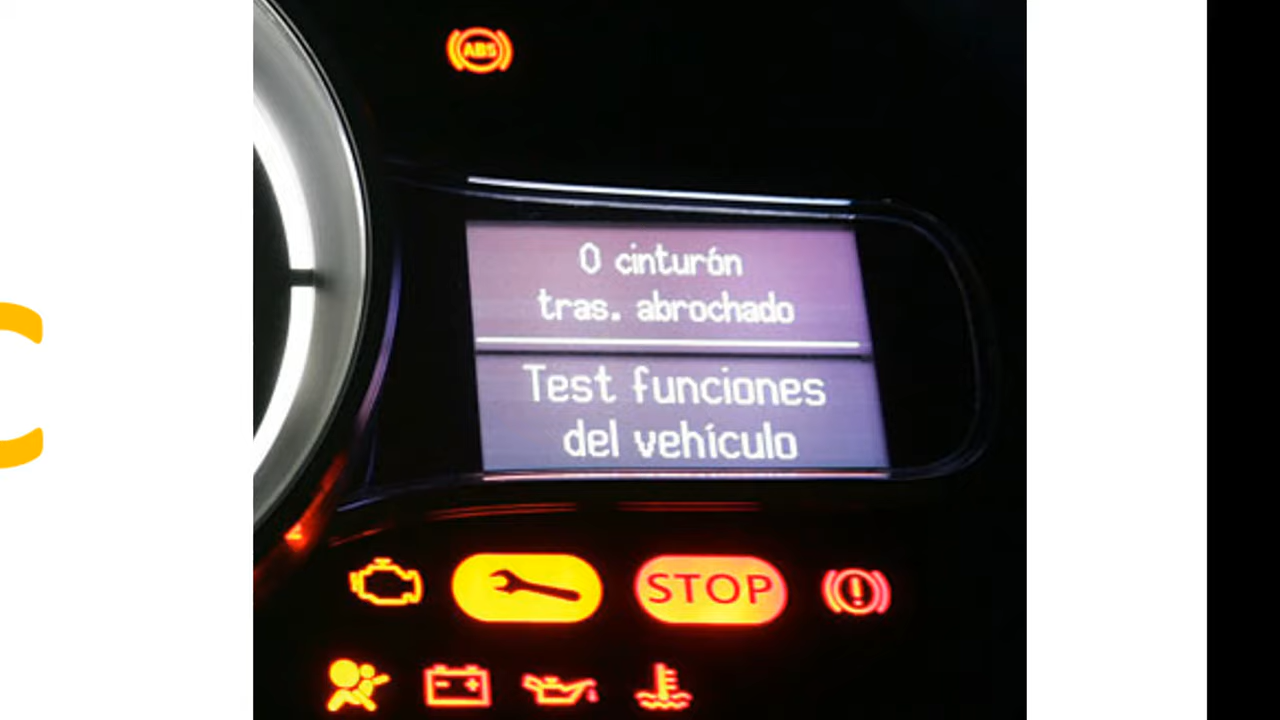 ABS
0 cinturón
tras. abrochado
Test funciones
del vehículo
STOP